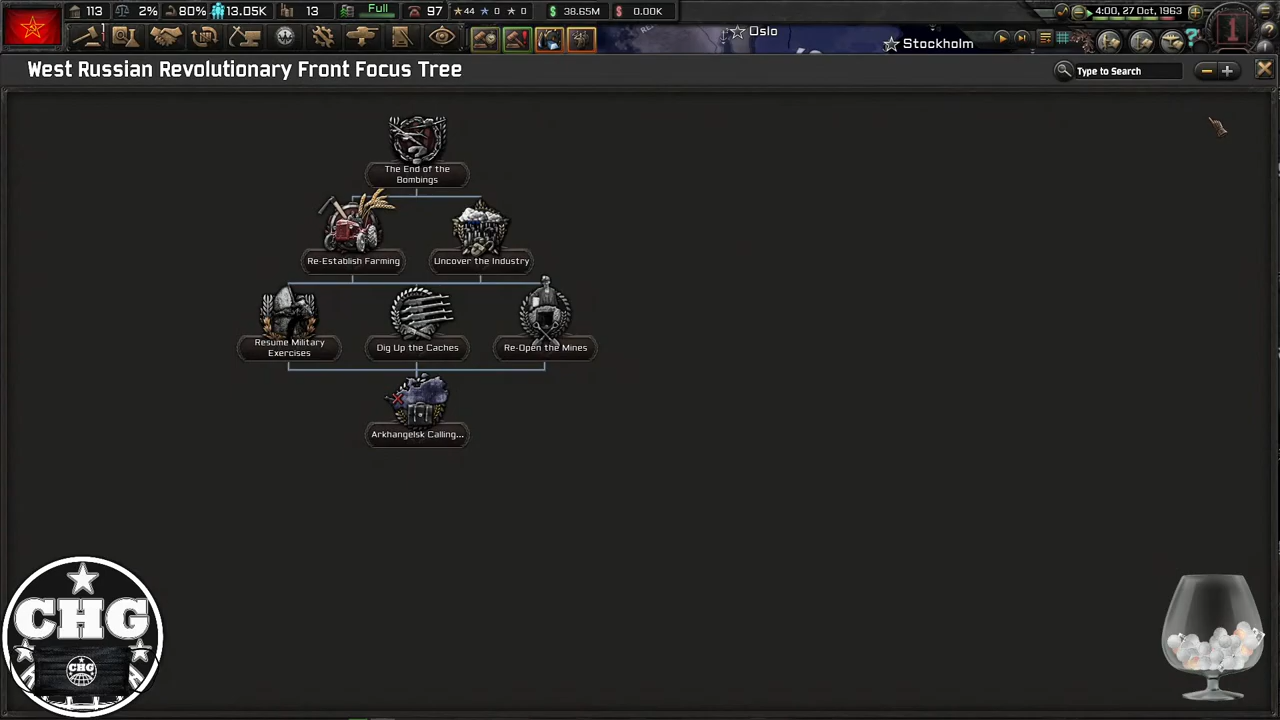 113 2% 80% 13.05K 13 Full 97 44 0 0 $ 38.65M $ 0.00K 4:00, 27 Oct, 1963
Oslo
Stockholm
West Russian Revolutionary Front Focus Tree
Type to Search
The End of the
Bombings
Re-Establish Farming
Uncover the Industry
Resume Military
Exercises
Dig Up the Caches
Re-Open the Mines
Arkhangelsk Calling...
CHG
CHG